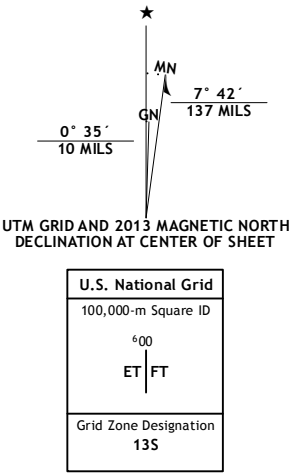 ★
MN
7° 42´
137 MILS
GN
0° 35´
10 MILS
UTM GRID AND 2013 MAGNETIC NORTH
DECLINATION AT CENTER OF SHEET
U.S. National Grid
100,000-m Square ID
⁶00
ET FT
Grid Zone Designation
13S